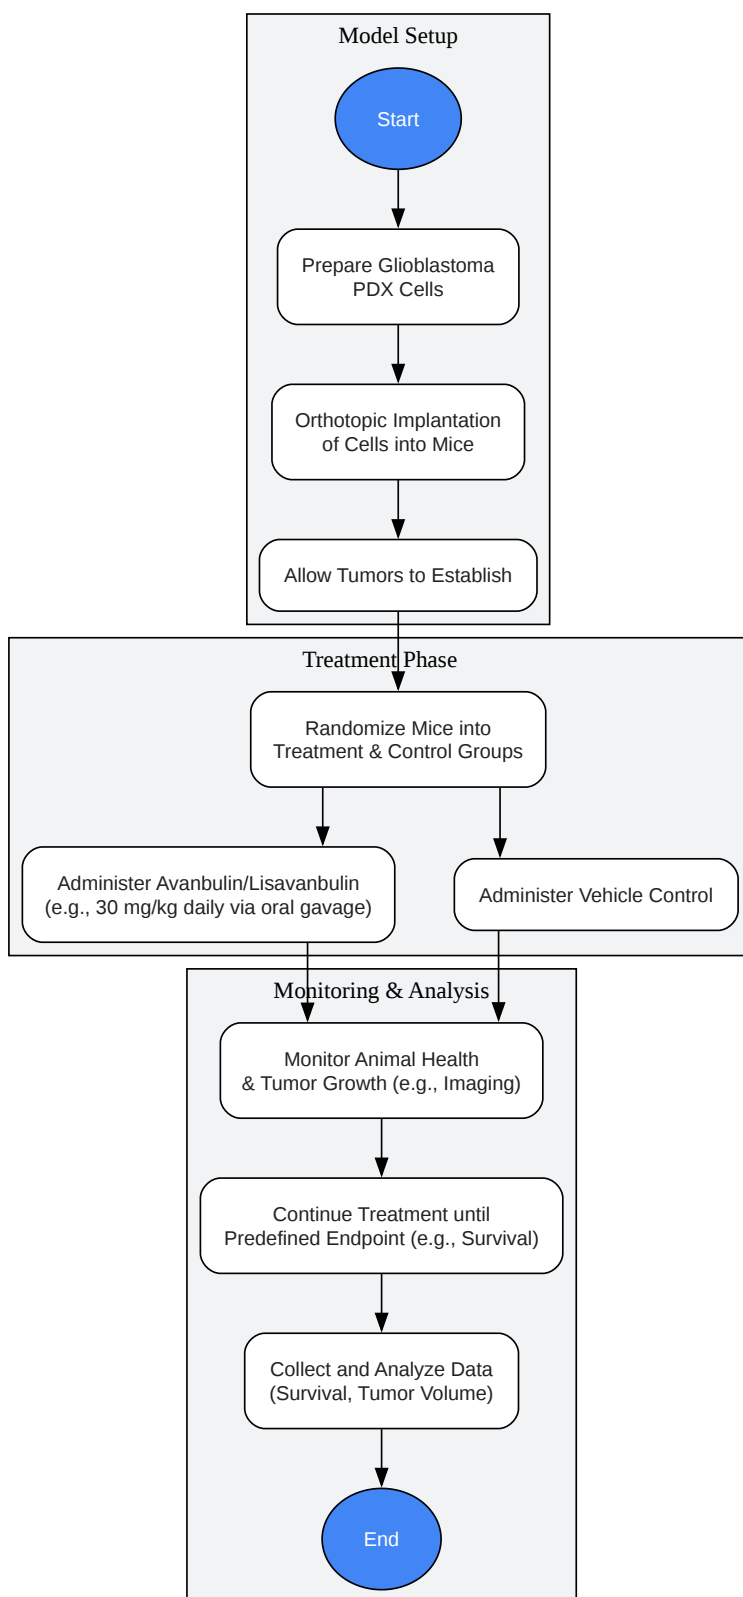 Model Setup
Start
Prepare Glioblastoma
PDX Cells
Orthotopic Implantation
of Cells into Mice
Allow Tumors to Establish
Treatment Phase
Randomize Mice into
Treatment & Control Groups
Administer Avanbulin/Lisavanbulin
(e.g., 30 mg/kg daily via oral gavage)
Administer Vehicle Control
Monitoring & Analysis
Monitor Animal Health
& Tumor Growth (e.g., Imaging)
Continue Treatment until
Predefined Endpoint (e.g., Survival)
Collect and Analyze Data
(Survival, Tumor Volume)
End